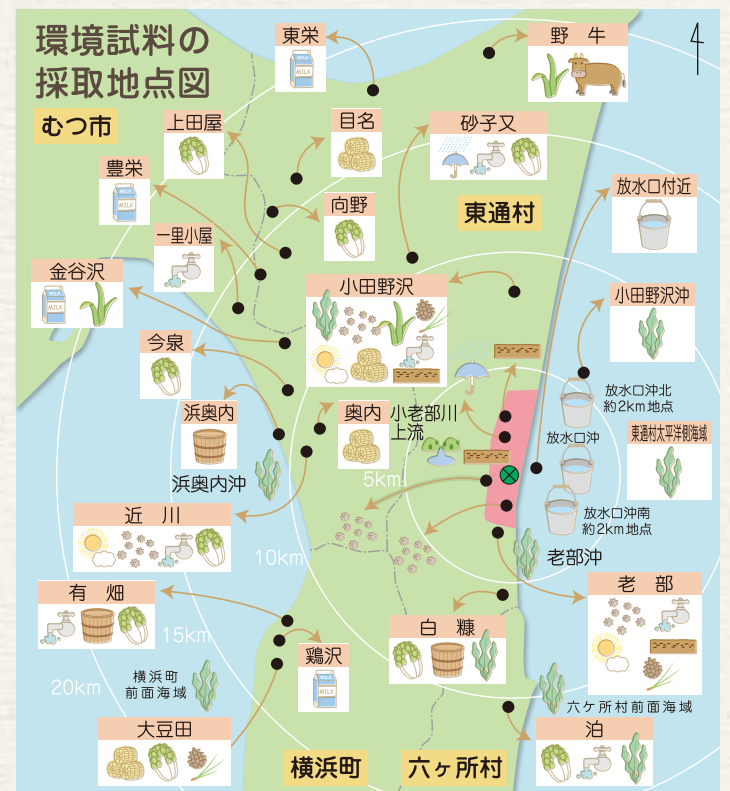 環境試料の
採取地点図
むつ市
東栄
MILK
野 牛
上田屋
目名
砂子又
豊栄
MILK
向野
東通村
放水口付近
一里小屋
金谷沢
MILK
小田野沢
小田野沢沖
今泉
浜奥内
奥内
小老部川
上流
放水口沖北
約2km地点
放水口沖
東通村太平洋側海域
5km
浜奥内沖
放水口沖南
約2km地点
近 川
10km
老部沖
有 畑
老 部
15km
白 糠
鶏沢
MILK
横浜町
前面海域
20km
六ケ所村前面海域
大豆田
泊
横浜町
六ヶ所村